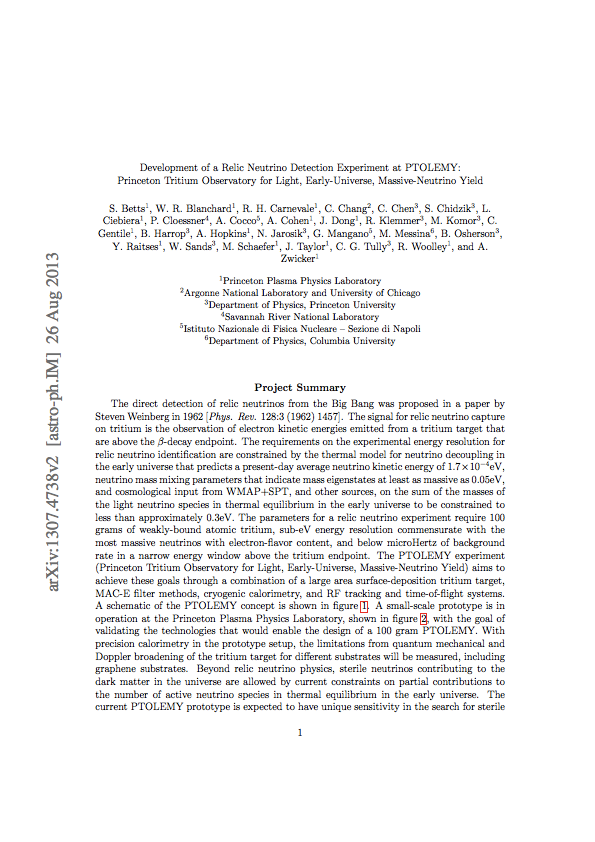 arXiv:1307.4738v2 [astro-ph.IM] 26 Aug 2013
Development of a Relic Neutrino Detection Experiment at PTOLEMY:
Princeton Tritium Observatory for Light, Early-Universe, Massive-Neutrino Yield
S. Betts¹, W. R. Blanchard¹, R. H. Carnevale¹, C. Chang², C. Chen³, S. Chidzik³, L.
Ciebiera¹, P. Cloessner⁴, A. Cocco⁵, A. Cohen¹, J. Dong¹, R. Klemmer³, M. Komor³, C.
Gentile¹, B. Harrop³, A. Hopkins¹, N. Jarosik³, G. Mangano⁵, M. Messina⁶, B. Osherson³,
Y. Raitses¹, W. Sands³, M. Schaefer¹, J. Taylor¹, C. G. Tully³, R. Woolley¹, and A.
Zwicker¹
¹Princeton Plasma Physics Laboratory
²Argonne National Laboratory and University of Chicago
³Department of Physics, Princeton University
⁴Savannah River National Laboratory
⁵Istituto Nazionale di Fisica Nucleare – Sezione di Napoli
⁶Department of Physics, Columbia University
Project Summary
The direct detection of relic neutrinos from the Big Bang was proposed in a paper by
Steven Weinberg in 1962 [Phys. Rev. 128:3 (1962) 1457]. The signal for relic neutrino capture
on tritium is the observation of electron kinetic energies emitted from a tritium target that
are above the β-decay endpoint. The requirements on the experimental energy resolution for
relic neutrino identification are constrained by the thermal model for neutrino decoupling in
the early universe that predicts a present-day average neutrino kinetic energy of 1.7×10⁻⁴eV,
neutrino mass mixing parameters that indicate mass eigenstates at least as massive as 0.05eV,
and cosmological input from WMAP+SPT, and other sources, on the sum of the masses of
the light neutrino species in thermal equilibrium in the early universe to be constrained to
less than approximately 0.3eV. The parameters for a relic neutrino experiment require 100
grams of weakly-bound atomic tritium, sub-eV energy resolution commensurate with the
most massive neutrinos with electron-flavor content, and below microHertz of background
rate in a narrow energy window above the tritium endpoint. The PTOLEMY experiment
(Princeton Tritium Observatory for Light, Early-Universe, Massive-Neutrino Yield) aims to
achieve these goals through a combination of a large area surface-deposition tritium target,
MAC-E filter methods, cryogenic calorimetry, and RF tracking and time-of-flight systems.
A schematic of the PTOLEMY concept is shown in figure 1. A small-scale prototype is in
operation at the Princeton Plasma Physics Laboratory, shown in figure 2, with the goal of
validating the technologies that would enable the design of a 100 gram PTOLEMY. With
precision calorimetry in the prototype setup, the limitations from quantum mechanical and
Doppler broadening of the tritium target for different substrates will be measured, including
graphene substrates. Beyond relic neutrino physics, sterile neutrinos contributing to the
dark matter in the universe are allowed by current constraints on partial contributions to
the number of active neutrino species in thermal equilibrium in the early universe. The
current PTOLEMY prototype is expected to have unique sensitivity in the search for sterile
1